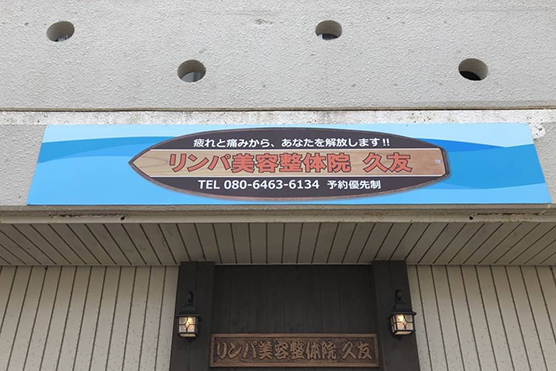 疲れと痛みから、あなたを解放します!!
リンパ美容整体院 久友
TEL 080-6463-6134 予約優先制
リンパ美容整体院 久友